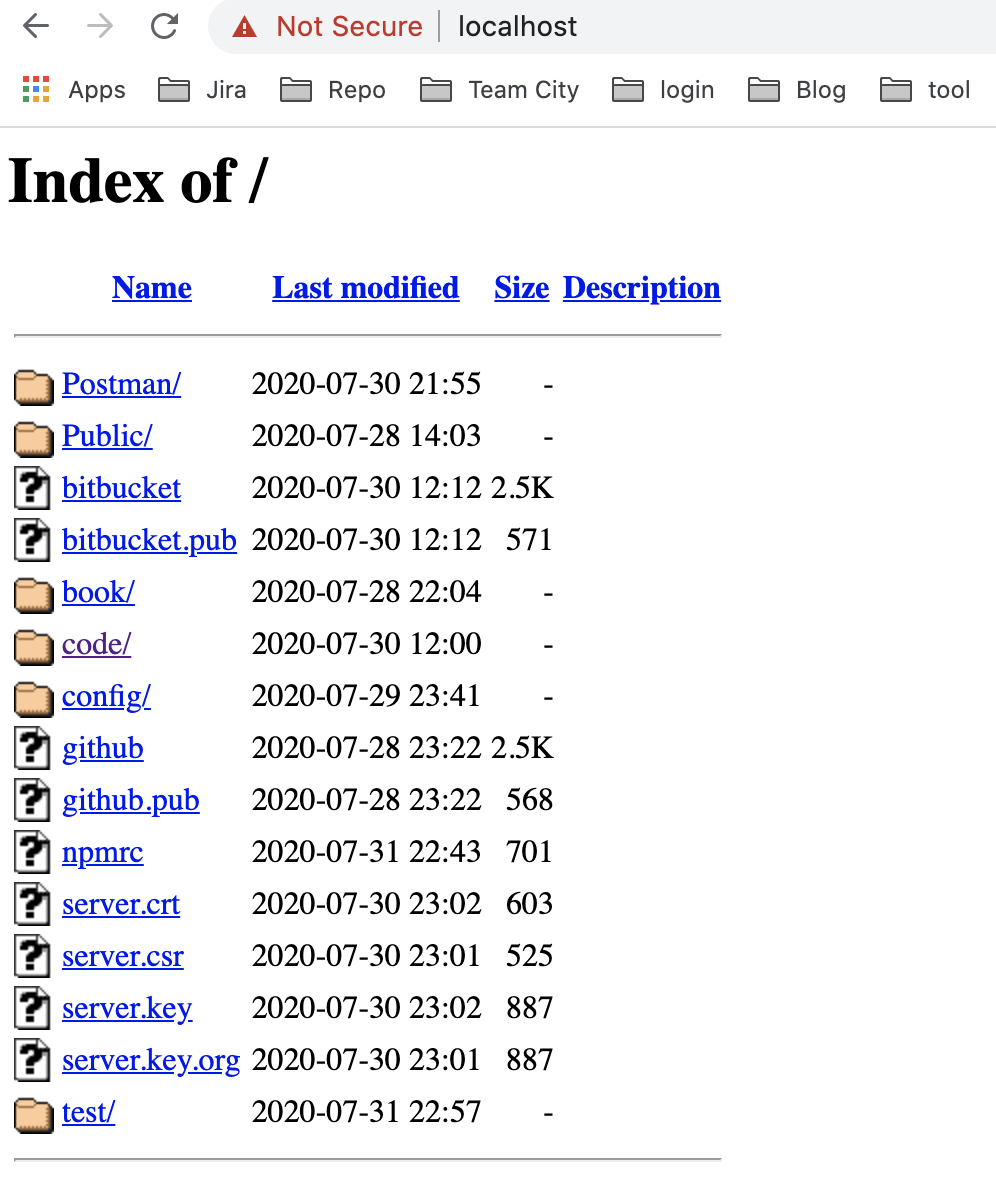 Not Secure localhost
Apps Jira Repo Team City login Blog tool
Index of /
Name Last modified Size Description
Postman/ 2020-07-30 21:55 -
Public/ 2020-07-28 14:03 -
bitbucket 2020-07-30 12:12 2.5K
bitbucket.pub 2020-07-30 12:12 571
book/ 2020-07-28 22:04 -
code/ 2020-07-30 12:00 -
config/ 2020-07-29 23:41 -
github 2020-07-28 23:22 2.5K
github.pub 2020-07-28 23:22 568
npmrc 2020-07-31 22:43 701
server.crt 2020-07-30 23:02 603
server.csr 2020-07-30 23:01 525
server.key 2020-07-30 23:02 887
server.key.org 2020-07-30 23:01 887
test/ 2020-07-31 22:57 -